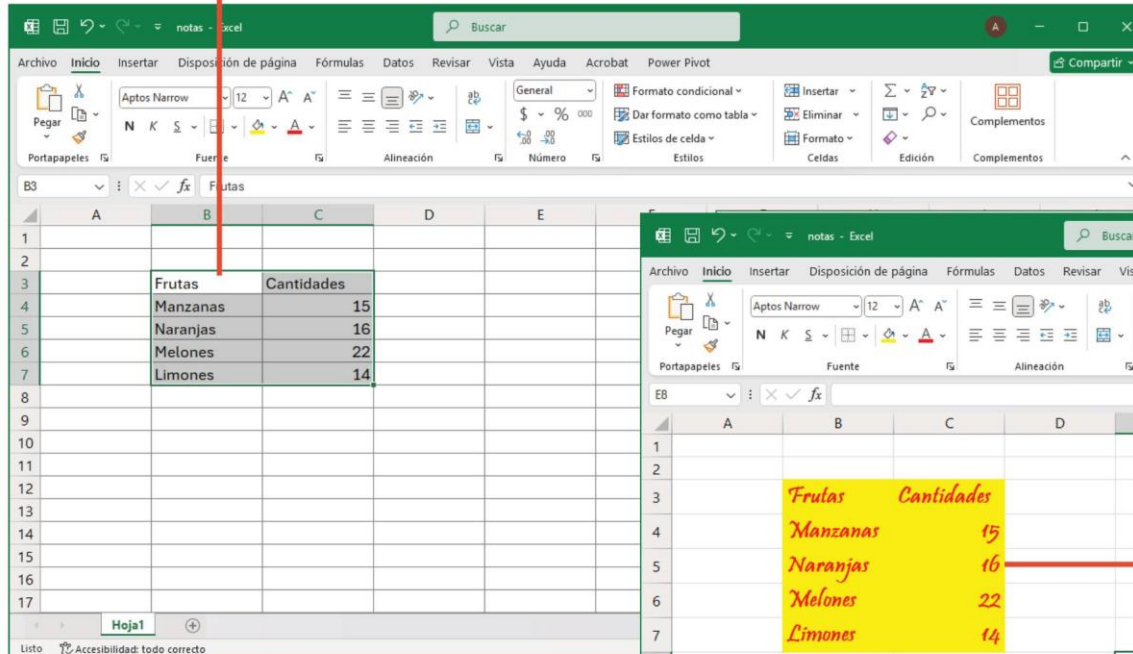 notas - Excel
Buscar
A
Archivo Inicio Insertar Disposición de página Fórmulas Datos Revisar Vista Ayuda Acrobat Power Pivot
Compartir
Pegar
Aptos Narrow 12 A A
N K S A
ab
General
$ % 000
Formato condicional
Dar formato como tabla
Estilos de celda
Insertar
Eliminar
Formato
Complementos
Portapapeles Fuente Alineación Número Estilos Celdas Edición Complementos
B3 fx Frutas
A B C D E
1
2
3 Frutas Cantidades
4 Manzanas 15
5 Naranjas 16
6 Melones 22
7 Limones 14
8
9
10
11
12
13
14
15
16
17
Hoja1
Listo Accesibilidad: todo correcto
notas - Excel
Archivo Inicio Insertar Disposición de página Fórmulas Datos Revisar
Pegar
Aptos Narrow 12 A A
N K S A
ab
Portapapeles Fuente Alineación
E8 fx
A B C D
1
2
3 Frutas Cantidades
4 Manzanas 15
5 Naranjas 16
6 Melones 22
7 Limones 14